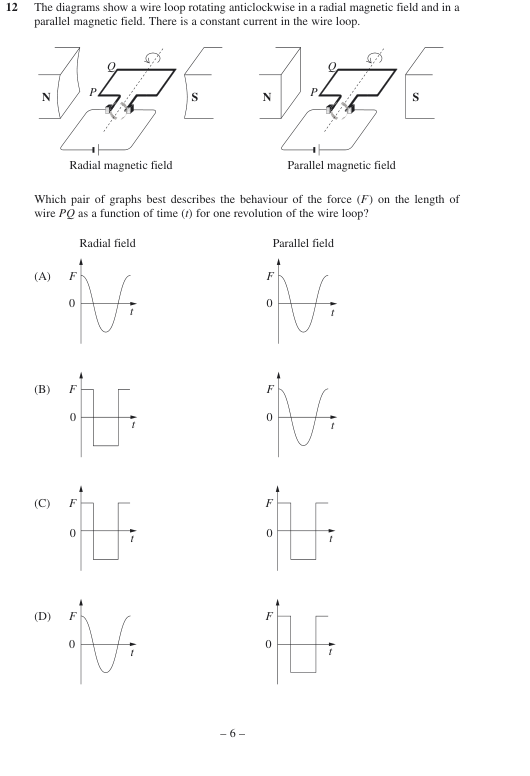 12 The diagrams show a wire loop rotating anticlockwise in a radial magnetic field and in a
parallel magnetic field. There is a constant current in the wire loop.
Q Q
P P
N S N S
Radial magnetic field Parallel magnetic field
Which pair of graphs best describes the behaviour of the force (F) on the length of
wire PQ as a function of time (t) for one revolution of the wire loop?
Radial field Parallel field
(A) F F
0 0
t t
(B) F F
0 0
t t
(C) F F
0 0
t t
(D) F F
0 0
t t
– 6 –